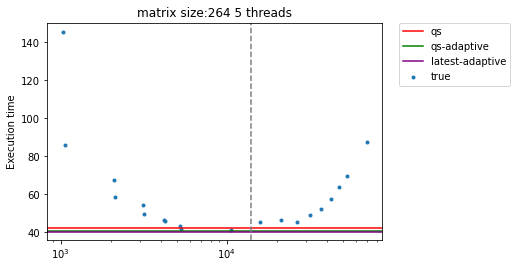 matrix size:264 5 threads
Execution time
140
120
100
80
60
40
10³
10⁴
qs
qs-adaptive
latest-adaptive
true